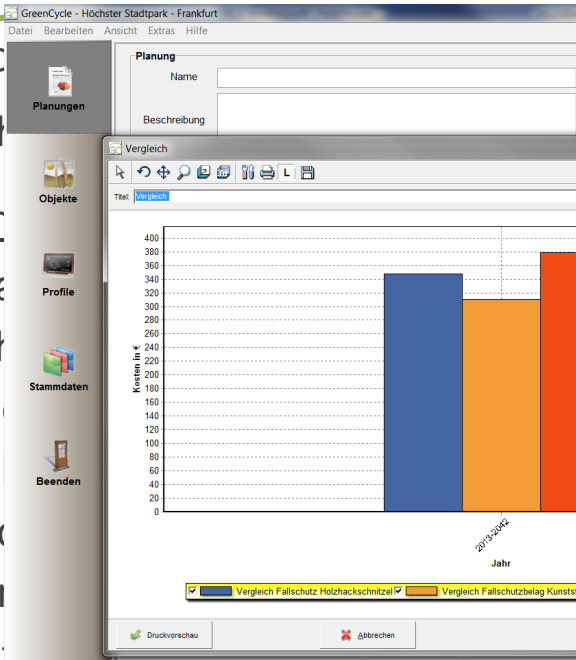 GreenCycle - Höchster Stadtpark - Frankfurt
Datei Bearbeiten Ansicht Extras Hilfe
Planung
Name
Beschreibung
Planungen
Objekte
Profile
Stammdaten
Beenden
Vergleich
L
Titel: Vergleich
400
380
360
340
320
300
280
260
240
220
200
180
160
140
120
100
80
60
40
20
0
Kosten in €
2013-2042
Jahr
Vergleich Fallschutz Holzhackschnitzel Vergleich Fallschutzbelag Kunstst
Druckvorschau Abbrechen